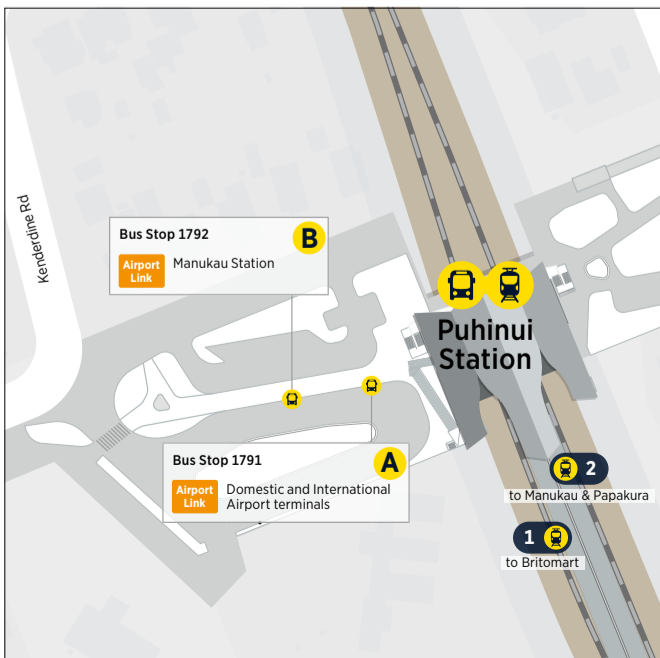 Kenderdine Rd
Bus Stop 1792
B
Airport
Link
Manukau Station
Puhinui
Station
Bus Stop 1791
A
Airport
Link
Domestic and International
Airport terminals
2
to Manukau & Papakura
1
to Britomart